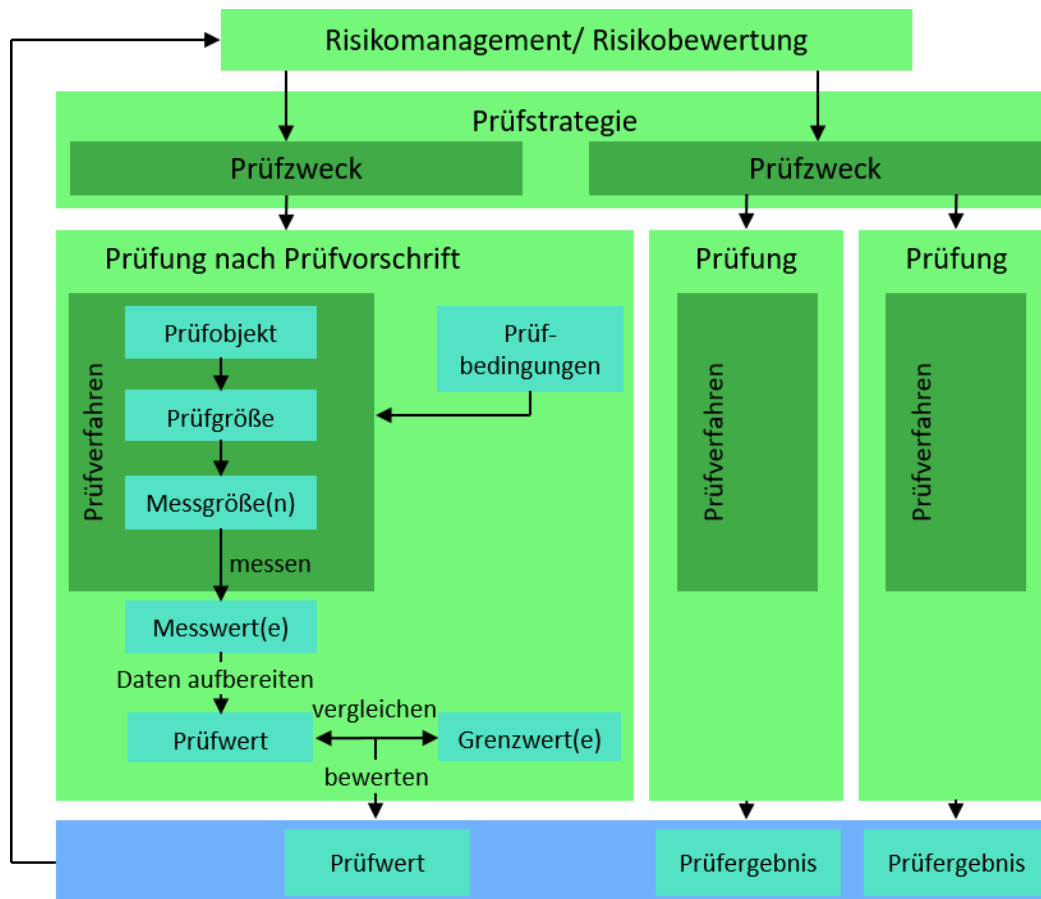 Risikomanagement/ Risikobewertung
Prüfstrategie
Prüfzweck
Prüfzweck
Prüfung nach Prüfvorschrift
Prüfverfahren
Prüfobjekt
Prüfgröße
Messgröße(n)
messen
Prüf-
bedingungen
Messwert(e)
Daten aufbereiten
Prüfwert
vergleichen
Grenzwert(e)
bewerten
Prüfung
Prüfverfahren
Prüfung
Prüfverfahren
Prüfwert
Prüfergebnis
Prüfergebnis